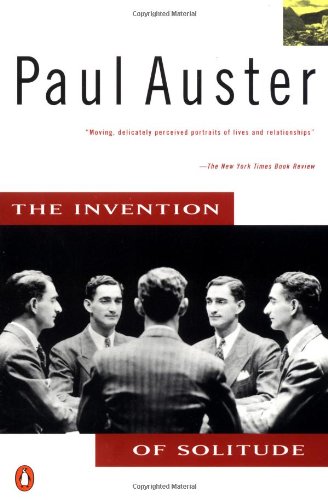 Paul Auster
"Moving, delicately perceived portraits of lives and relationships"
—The New York Times Book Review
THE INVENTION
OF SOLITUDE